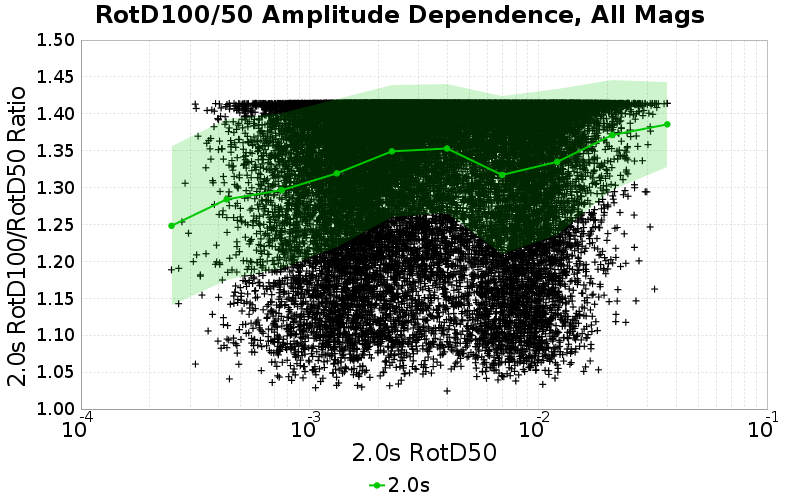 RotD100/50 Amplitude Dependence, All Mags
2.0s RotD100/RotD50 Ratio
1.50
1.45
1.40
1.35
1.30
1.25
1.20
1.15
1.10
1.05
1.00
10^-4 10^-3 10^-2 10^-1
2.0s RotD50
2.0s